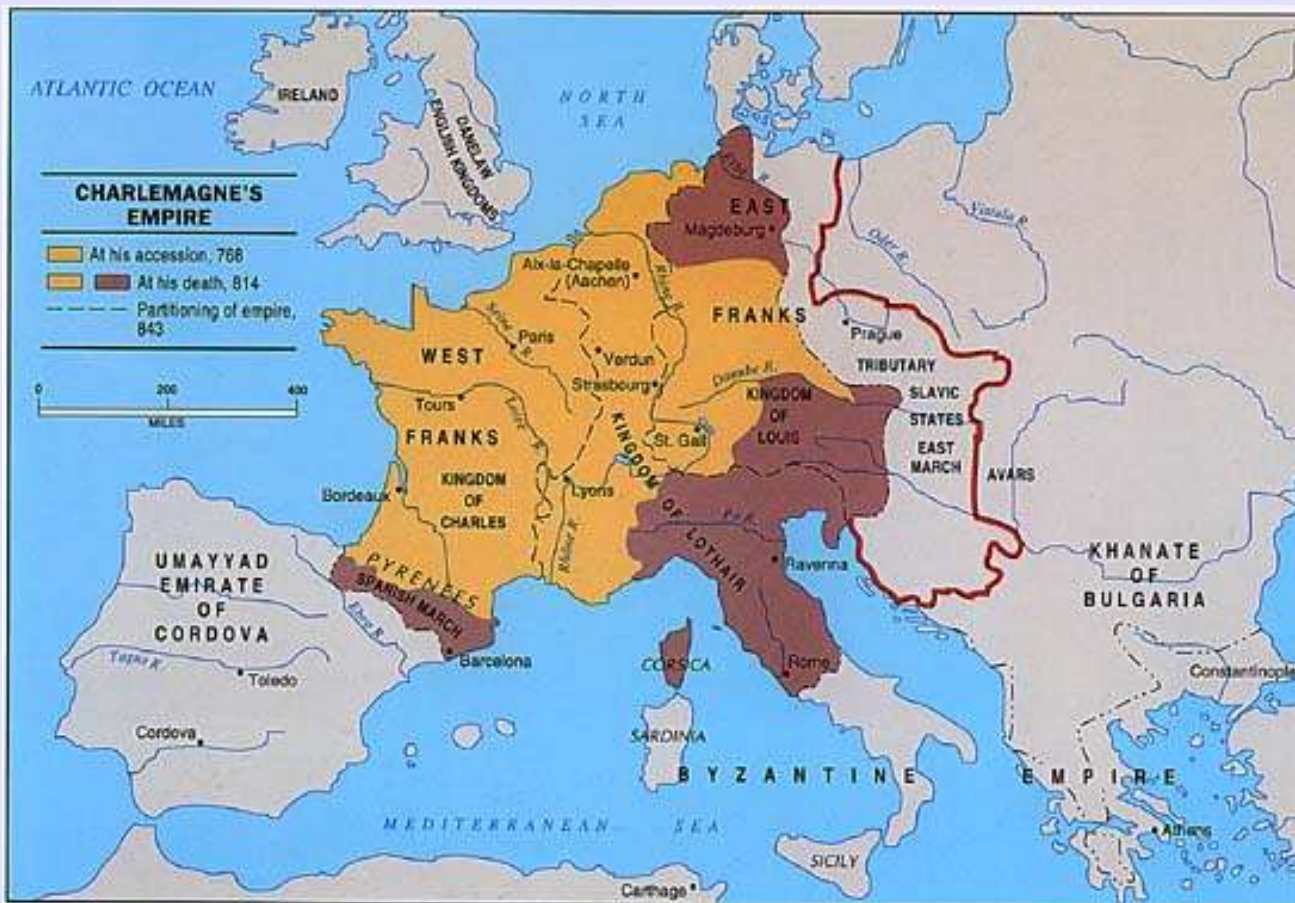 ATLANTIC OCEAN
IRELAND
DANELAW
ENGLISH KINGDOMS
NORTH
SEA
CHARLEMAGNE'S
EMPIRE
At his accession, 768
At his death, 814
Partitioning of empire,
843
0 200 400
MILES
Elbe R.
EAST
Magdeburg
Vistula R.
Oder R.
Aix-la-Chapelle
(Aachen)
Rhine R.
FRANKS
Prague
Seine R.
Paris
WEST
Verdun
Strasbourg
Danube R.
TRIBUTARY
SLAVIC
STATES
EAST
MARCH
AVARS
KINGDOM
OF
LOUIS
Tours
Loire R.
St. Gall
FRANKS
KINGDOM
OF
CHARLES
KINGDOM OF LOTHAIR
Lyons
Bordeaux
Rhône R.
Po R.
Ravenna
KHANATE
OF
BULGARIA
PYRENEES
SPANISH MARCH
UMAYYAD
EMIRATE
OF
CORDOVA
Ebro R.
Barcelona
Tagus R.
Toledo
Cordova
CORSICA
Rome
Constantinople
SARDINIA
BYZANTINE EMPIRE
MEDITERRANEAN SEA
Athens
SICILY
Carthage